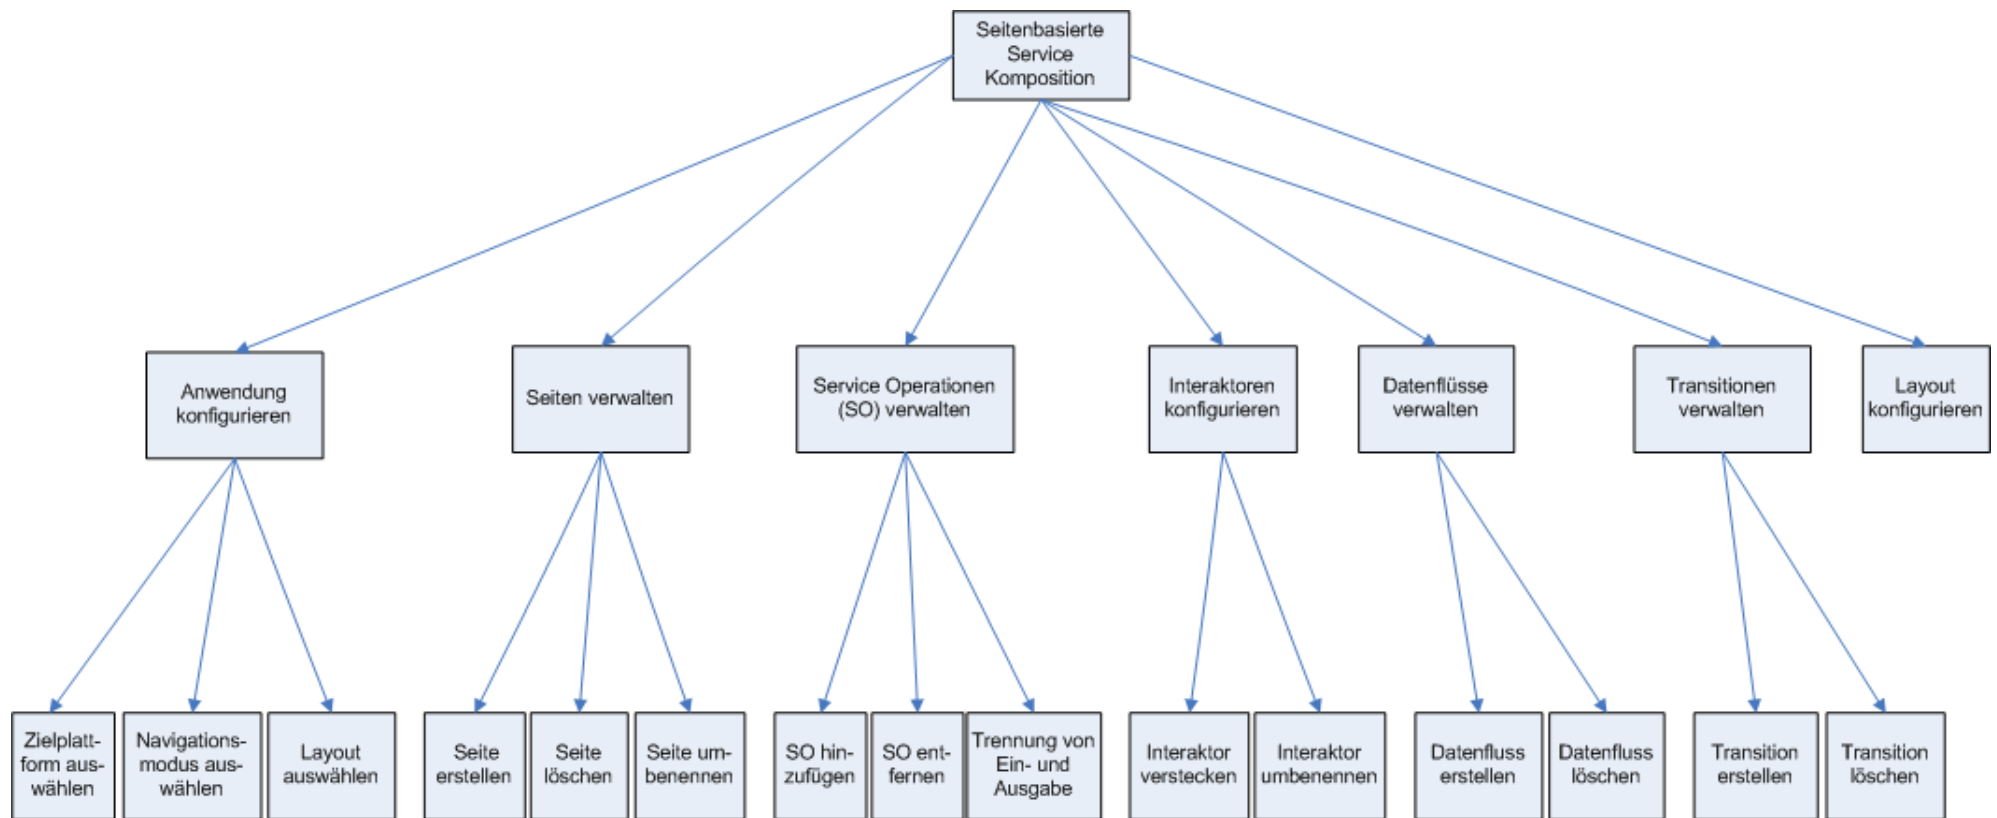 Seitenbasierte
Service
Komposition
Anwendung
konfigurieren
Seiten verwalten
Service Operationen
(SO) verwalten
Interaktoren
konfigurieren
Datenflüsse
verwalten
Transitionen
verwalten
Layout
konfigurieren
Zielplatt-
form aus-
wählen
Navigations-
modus aus-
wählen
Layout
auswählen
Seite
erstellen
Seite
löschen
Seite um-
benennen
SO hin-
zufügen
SO ent-
fernen
Trennung von
Ein- und
Ausgabe
Interaktor
verstecken
Interaktor
umbenennen
Datenfluss
erstellen
Datenfluss
löschen
Transition
erstellen
Transition
löschen